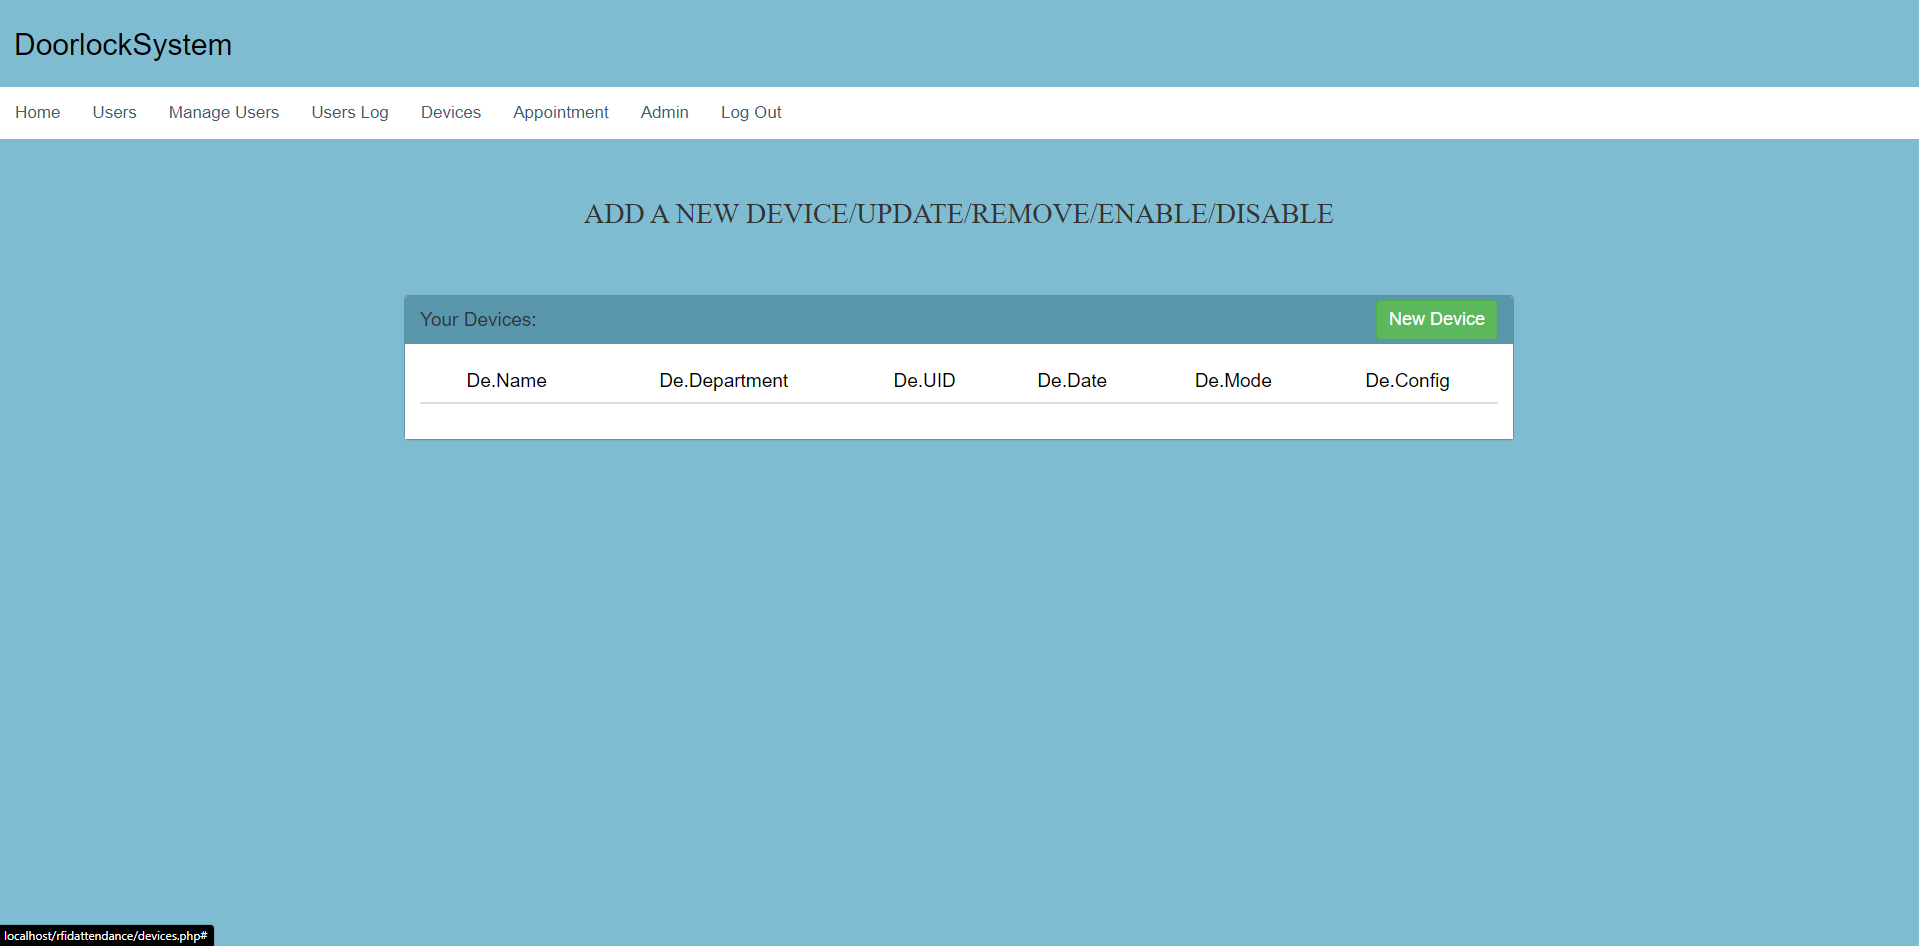 DoorlockSystem
Home Users Manage Users Users Log Devices Appointment Admin Log Out
ADD A NEW DEVICE/UPDATE/REMOVE/ENABLE/DISABLE
Your Devices: New Device
De.Name De.Department De.UID De.Date De.Mode De.Config
localhost/rfidattendance/devices.php#